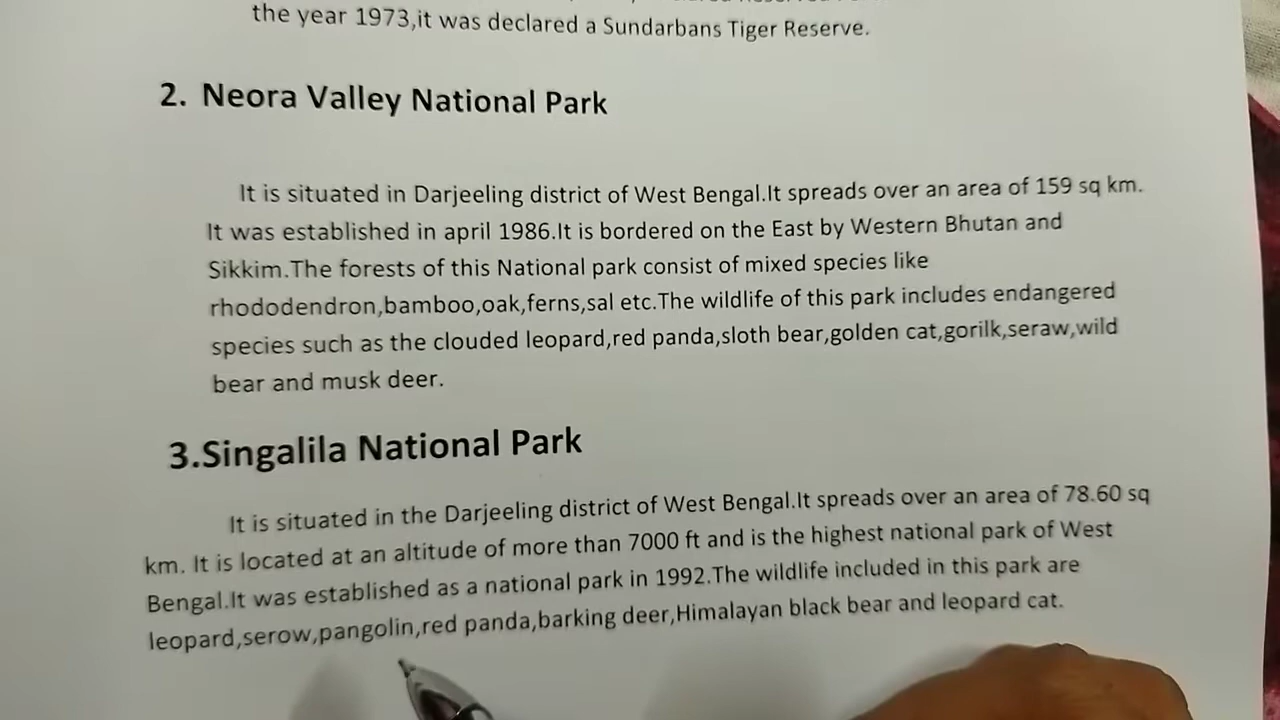 the year 1973,it was declared a Sundarbans Tiger Reserve.
2. Neora Valley National Park
It is situated in Darjeeling district of West Bengal.It spreads over an area of 159 sq km.
It was established in april 1986.It is bordered on the East by Western Bhutan and
Sikkim.The forests of this National park consist of mixed species like
rhododendron,bamboo,oak,ferns,sal etc.The wildlife of this park includes endangered
species such as the clouded leopard,red panda,sloth bear,golden cat,gorilk,seraw,wild
bear and musk deer.
3.Singalila National Park
It is situated in the Darjeeling district of West Bengal.It spreads over an area of 78.60 sq
km. It is located at an altitude of more than 7000 ft and is the highest national park of West
Bengal.It was established as a national park in 1992.The wildlife included in this park are
leopard,serow,pangolin,red panda,barking deer,Himalayan black bear and leopard cat.